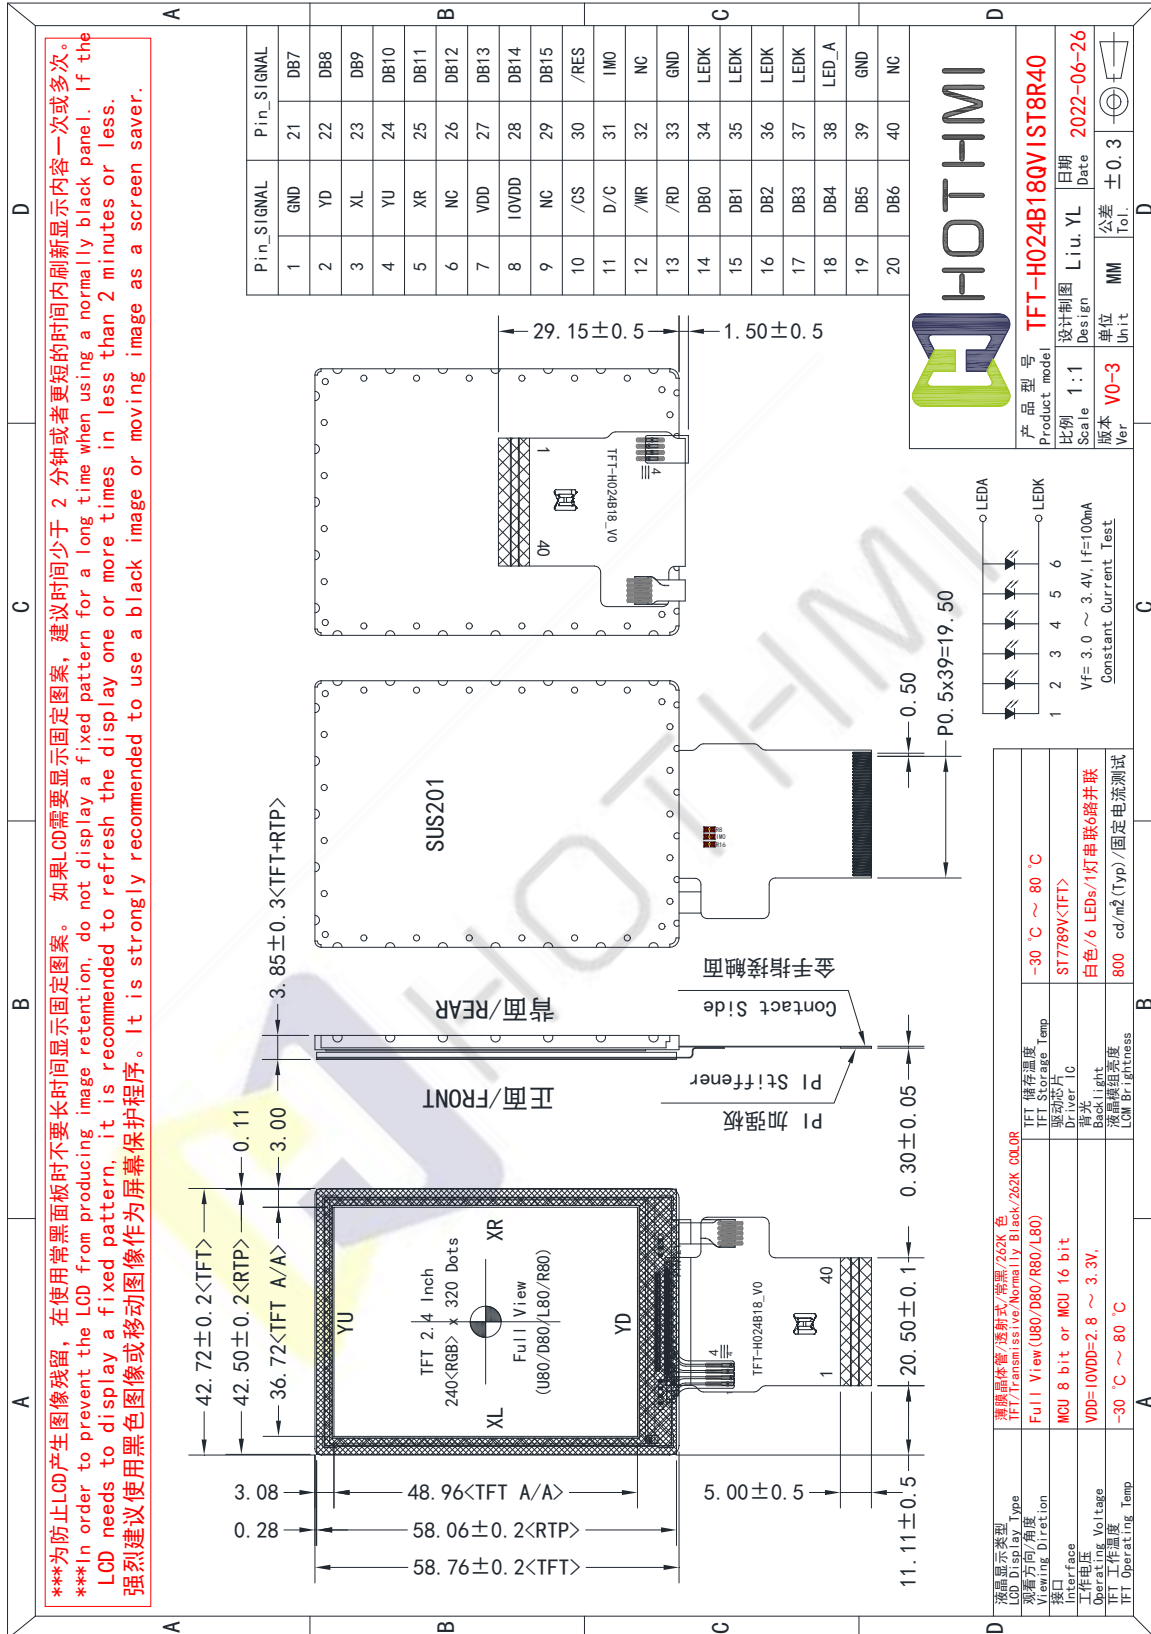 ***为防止LCD产生图像残留，在使用常黑面板时不要长时间显示固定图案。 如果LCD需要显示固定图案，建议时间少于 2 分钟或者更短的时间内刷新显示内容一次或多次。
***In order to prevent the LCD from producing image retention, do not display a fixed pattern for a long time when using a normally black panel. If the
LCD needs to display a fixed pattern, it is recommended to refresh the display one or more times in less than 2 minutes or less.
强烈建议使用黑色图像或移动图像作为屏幕保护程序。It is strongly recommended to use a black image or moving image as a screen saver.
A
B
C
D
A
B
C
D
A
B
C
D
A
B
C
D
42.72±0.2<TFT>
42.50±0.2<RTP>
36.72<TFT A/A>
0.11
3.00
3.85±0.3<TFT+RTP>
3.08
0.28
48.96<TFT A/A>
58.06±0.2<RTP>
58.76±0.2<TFT>
YU
XL
XR
YD
TFT 2.4 Inch
240<RGB> x 320 Dots
Full View
(U80/D80/L80/R80)
4
TFT-H024B18_V0
1
40
5.00±0.5
11.11±0.5
20.50±0.1
0.30±0.05
正面/FRONT
背面/REAR
PI 加强板
PI Stiffener
Contact Side
金手指接触面
SUS201
R8
IM0
R16
0.50
P0.5x39=19.50
1
40
TFT-H024B18_V0
4
29.15±0.5
1.50±0.5
Pin_SIGNAL Pin_SIGNAL
1 GND 21 DB7
2 YD 22 DB8
3 XL 23 DB9
4 YU 24 DB10
5 XR 25 DB11
6 NC 26 DB12
7 VDD 27 DB13
8 IOVDD 28 DB14
9 NC 29 DB15
10 /CS 30 /RES
11 D/C 31 IM0
12 /WR 32 NC
13 /RD 33 GND
14 DB0 34 LEDK
15 DB1 35 LEDK
16 DB2 36 LEDK
17 DB3 37 LEDK
18 DB4 38 LED_A
19 DB5 39 GND
20 DB6 40 NC
LEDA
LEDK
1 2 3 4 5 6
Vf= 3.0 ～ 3.4V,If=100mA
Constant Current Test
液晶显示类型
LCD Display Type
薄膜晶体管/透射式/常黑/262K 色
TFT/Transmissive/Normally Black/262K COLOR
观看方向/角度
Viewing Diretion
Full View(U80/D80/R80/L80)
接口
Interface
MCU 8 bit or MCU 16 bit
工作电压
Operating Voltage
VDD=IOVDD=2.8 ～ 3.3V,
TFT 工作温度
TFT Operating Temp
-30 ℃ ～ 80 ℃
TFT 储存温度
TFT Storage Temp
-30 ℃ ～ 80 ℃
驱动芯片
Driver IC
ST7789V<TFT>
背光
Backlight
白色/6 LEDs/1灯串联6路并联
液晶模组亮度
LCM Brightness
800 cd/m2(Typ)/固定电流测试
HOTHMI
产 品 型 号
Product model
TFT-H024B18QVIST8R40
比例
Scale
1:1
设计制图
Design
Liu.YL
日期
Date
2022-06-26
版本
Ver
V0-3
单位
Unit
MM
公差
Tol.
±0.3
HOTHMI